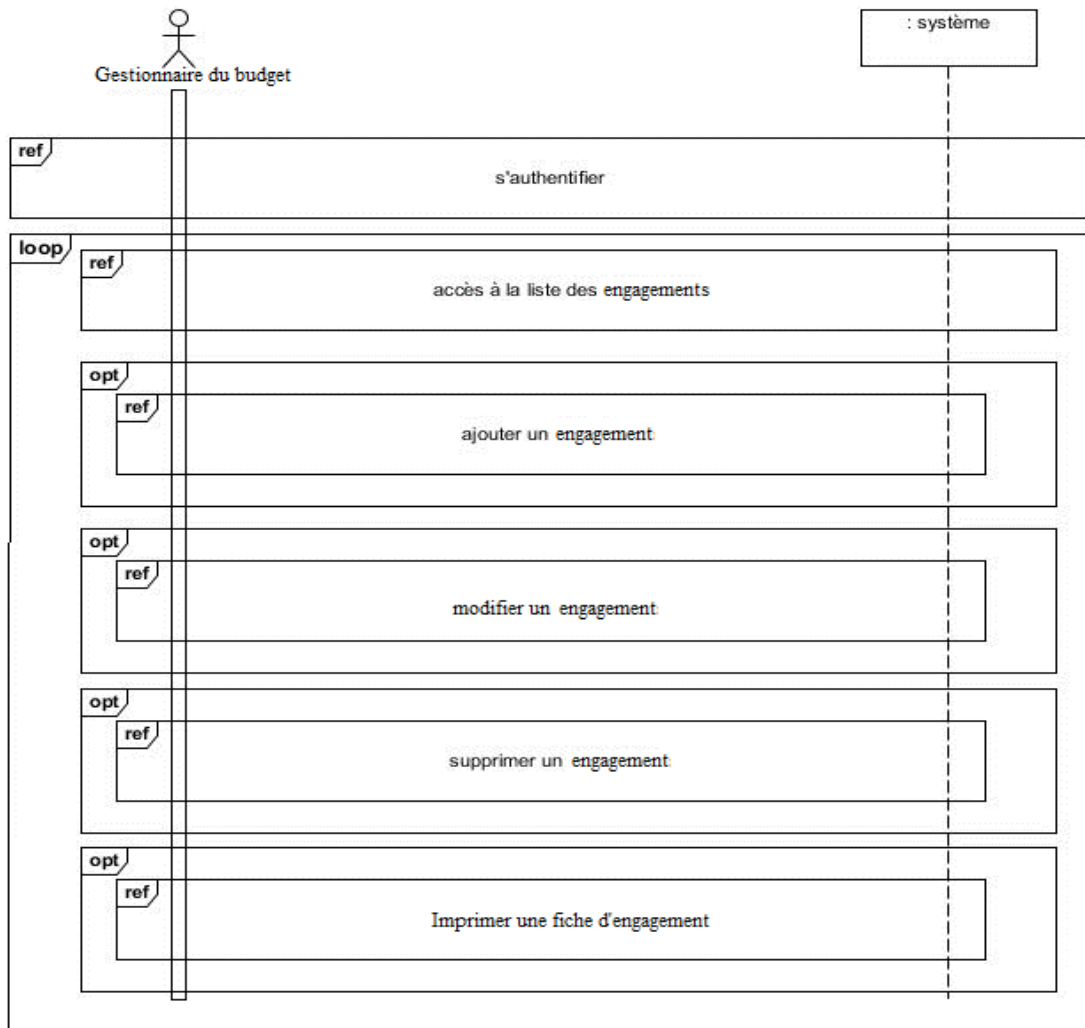 : système
Gestionnaire du budget
ref
s'authentifier
loop
ref
accès à la liste des engagements
opt
ref
ajouter un engagement
opt
ref
modifier un engagement
opt
ref
supprimer un engagement
opt
ref
Imprimer une fiche d'engagement